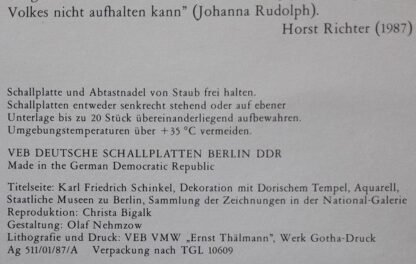 Volkes nicht aufhalten kann” (Johanna Rudolph).
Horst Richter (1987)
Schallplatte und Abtastnadel von Staub frei halten.
Schallplatten entweder senkrecht stehend oder auf ebener
Unterlage bis zu 20 Stück übereinanderliegend aufbewahren.
Umgebungstemperaturen über +35 °C vermeiden.
VEB DEUTSCHE SCHALLPLATTEN BERLIN DDR
Made in the German Democratic Republic
Titelseite: Karl Friedrich Schinkel, Dekoration mit Dorischem Tempel, Aquarell,
Staatliche Museen zu Berlin, Sammlung der Zeichnungen in der National-Galerie
Reproduktion: Christa Bigalk
Gestaltung: Olaf Nehmzow
Lithografie und Druck: VEB VMW „Ernst Thälmann”, Werk Gotha-Druck
Ag 511/01/87/A Verpackung nach TGL 10609